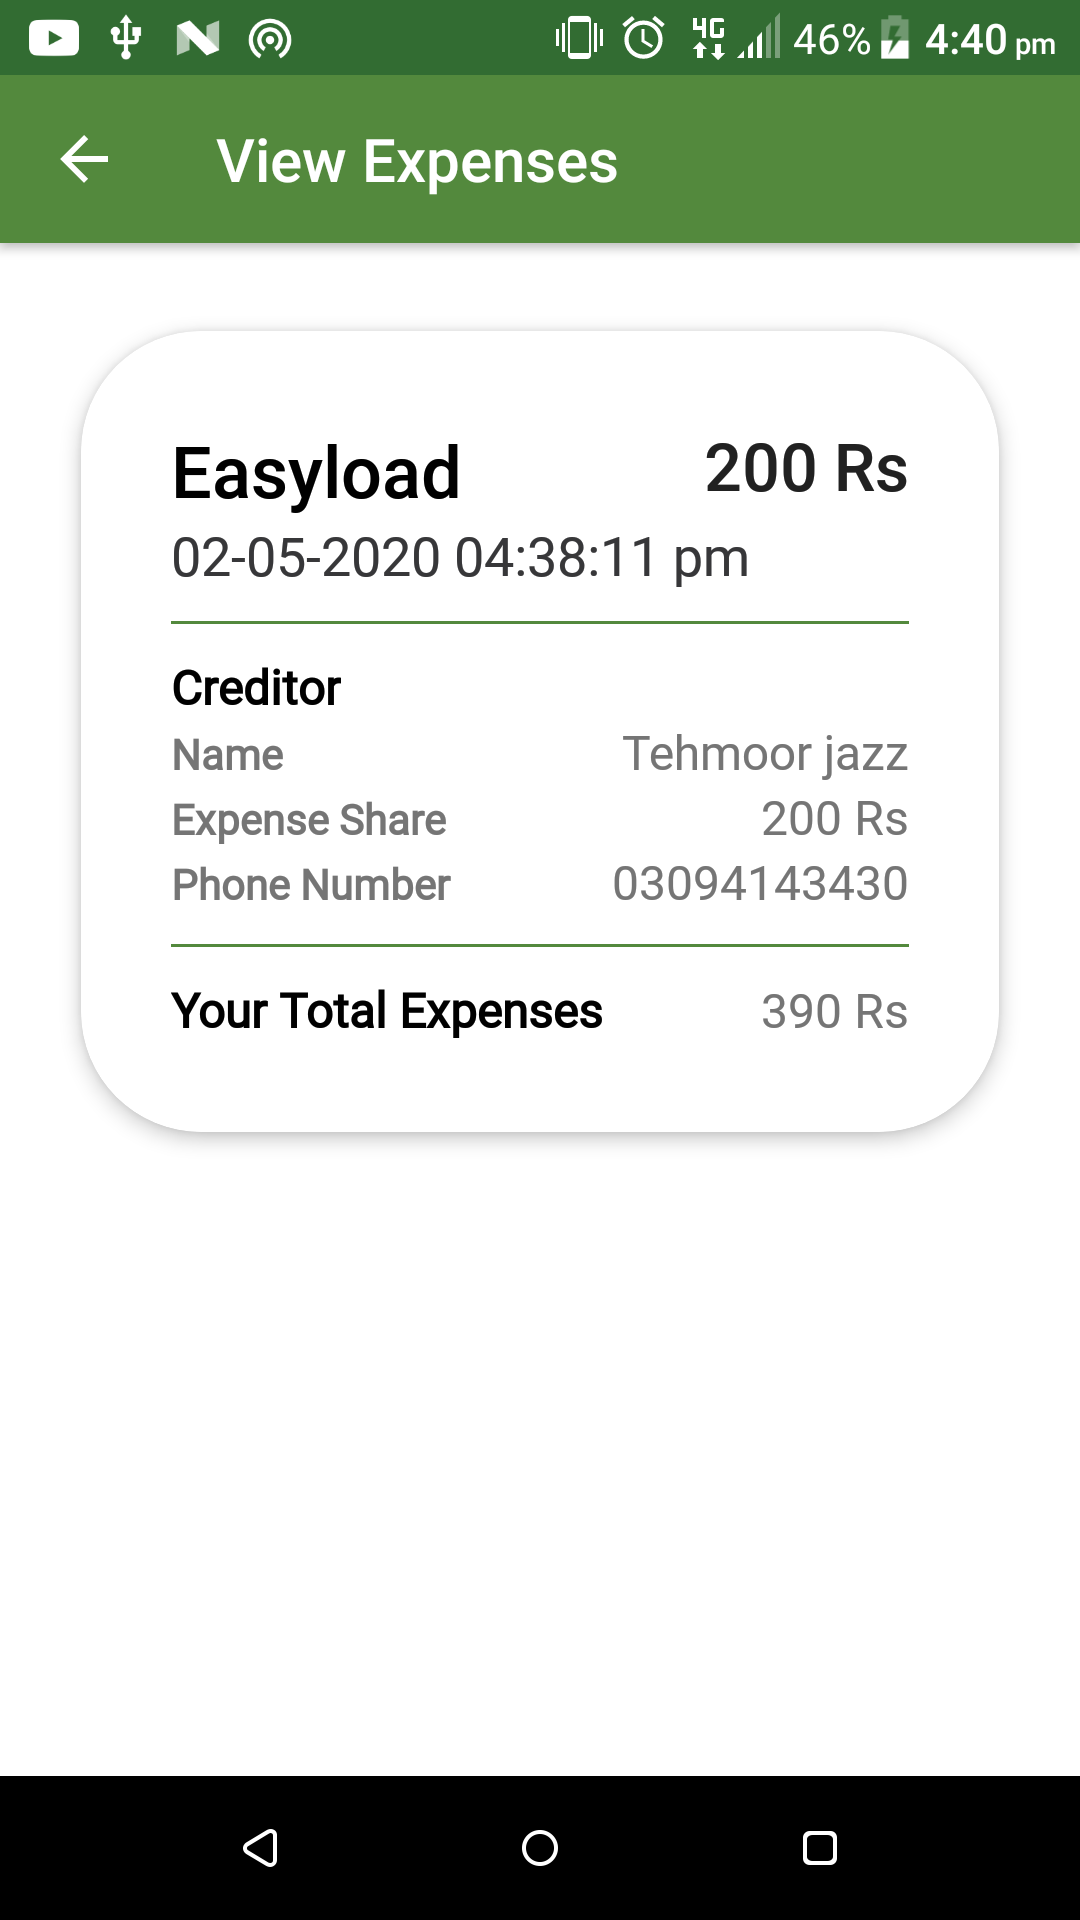 4G 46% 4:40 pm
View Expenses
Easyload 200 Rs
02-05-2020 04:38:11 pm
Creditor
Name Tehmoor jazz
Expense Share 200 Rs
Phone Number 03094143430
Your Total Expenses 390 Rs